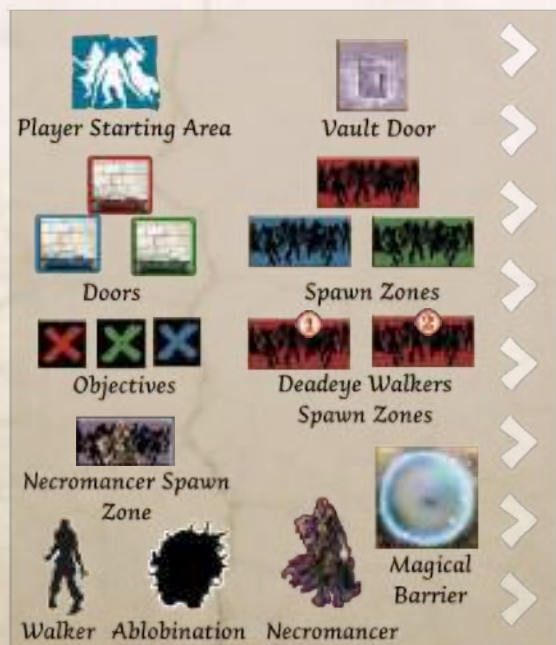 Player Starting Area
Vault Door
Doors
Spawn Zones
1
2
Objectives
Deadeye Walkers
Spawn Zones
Necromancer Spawn
Zone
Magical
Barrier
Walker
Ablobination
Necromancer